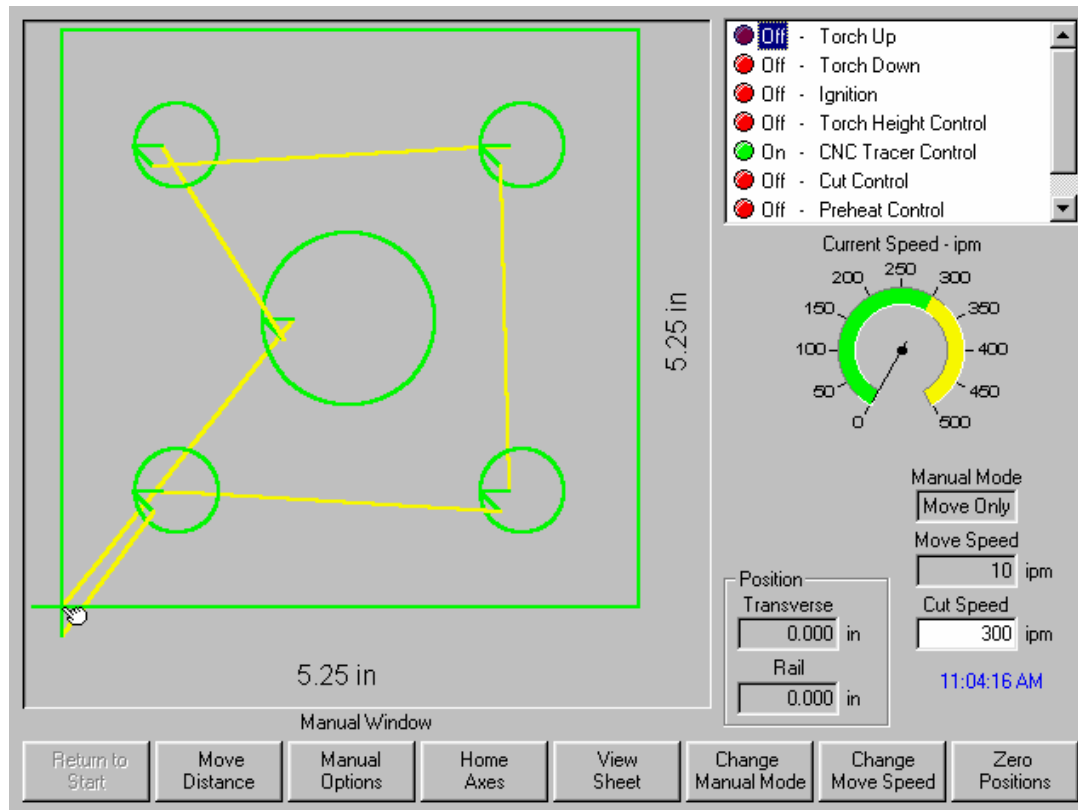 Off - Torch Up
Off - Torch Down
Off - Ignition
Off - Torch Height Control
On - CNC Tracer Control
Off - Cut Control
Off - Preheat Control
Current Speed - ipm
0
50
100
150
200
250
300
350
400
450
500
5.25 in
5.25 in
Manual Mode
Move Only
Move Speed
10 ipm
Cut Speed
300 ipm
11:04:16 AM
Position
Transverse
0.000 in
Rail
0.000 in
Manual Window
Return to
Start
Move
Distance
Manual
Options
Home
Axes
View
Sheet
Change
Manual Mode
Change
Move Speed
Zero
Positions